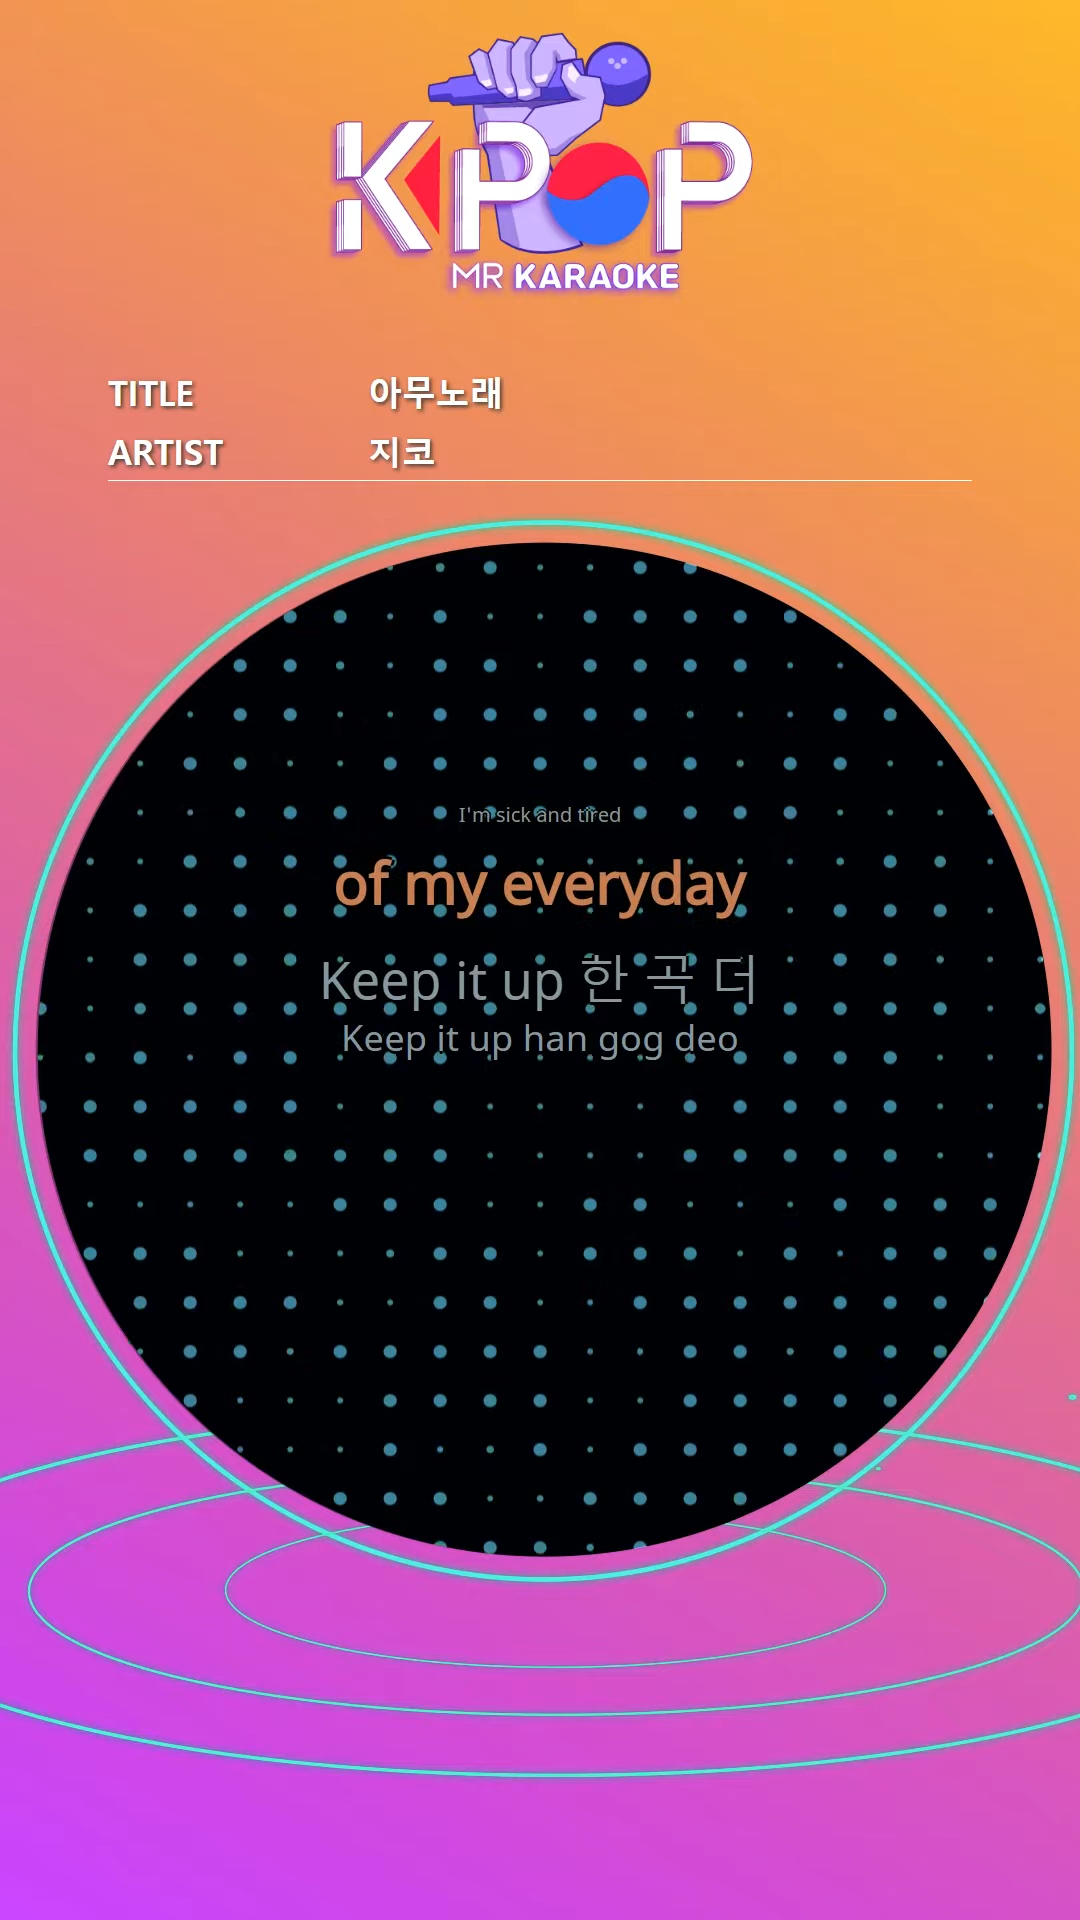 KPOP
MR KARAOKE
TITLE 아무노래
ARTIST 지코
I'm sick and tired
of my everyday
Keep it up 한 곡 더
Keep it up han gog deo